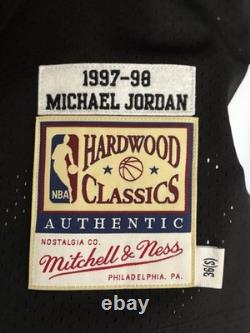 1997-98
MICHAEL JORDAN
NBA
HARDWOOD
CLASSICS
AUTHENTIC
NOSTALGIA CO.
Mitchell & Ness
PHILADELPHIA, PA.
36(S)